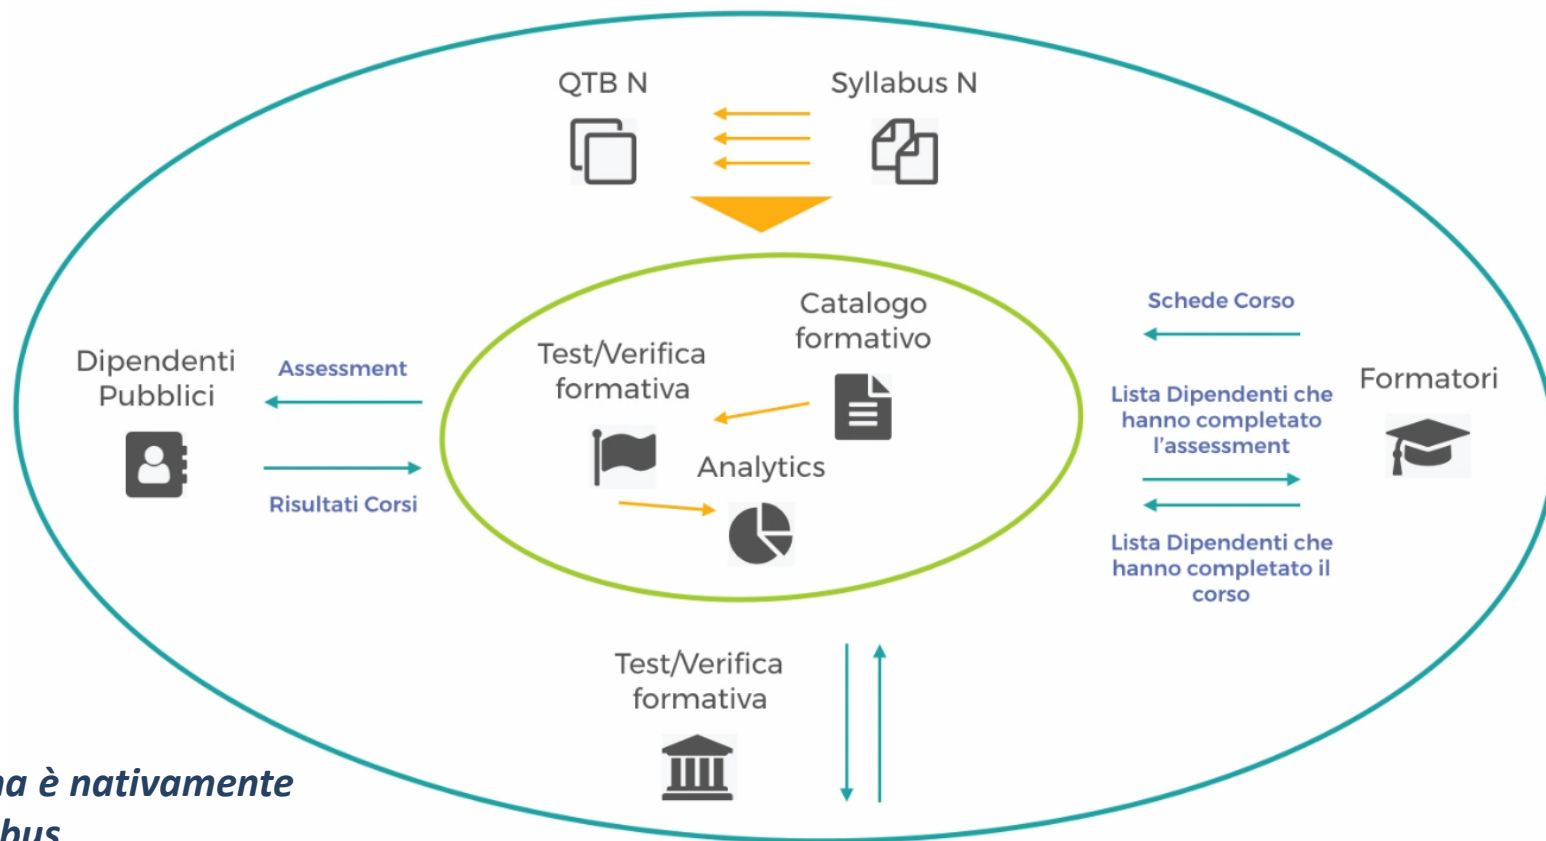 QTB N
Syllabus N
Catalogo
formativo
Test/Verifica
formativa
Analytics
Dipendenti
Pubblici
Assessment
Risultati Corsi
Schede Corso
Lista Dipendenti che
hanno completato
l'assessment
Formatori
Lista Dipendenti che
hanno completato il
corso
Test/Verifica
formativa
è nativamente